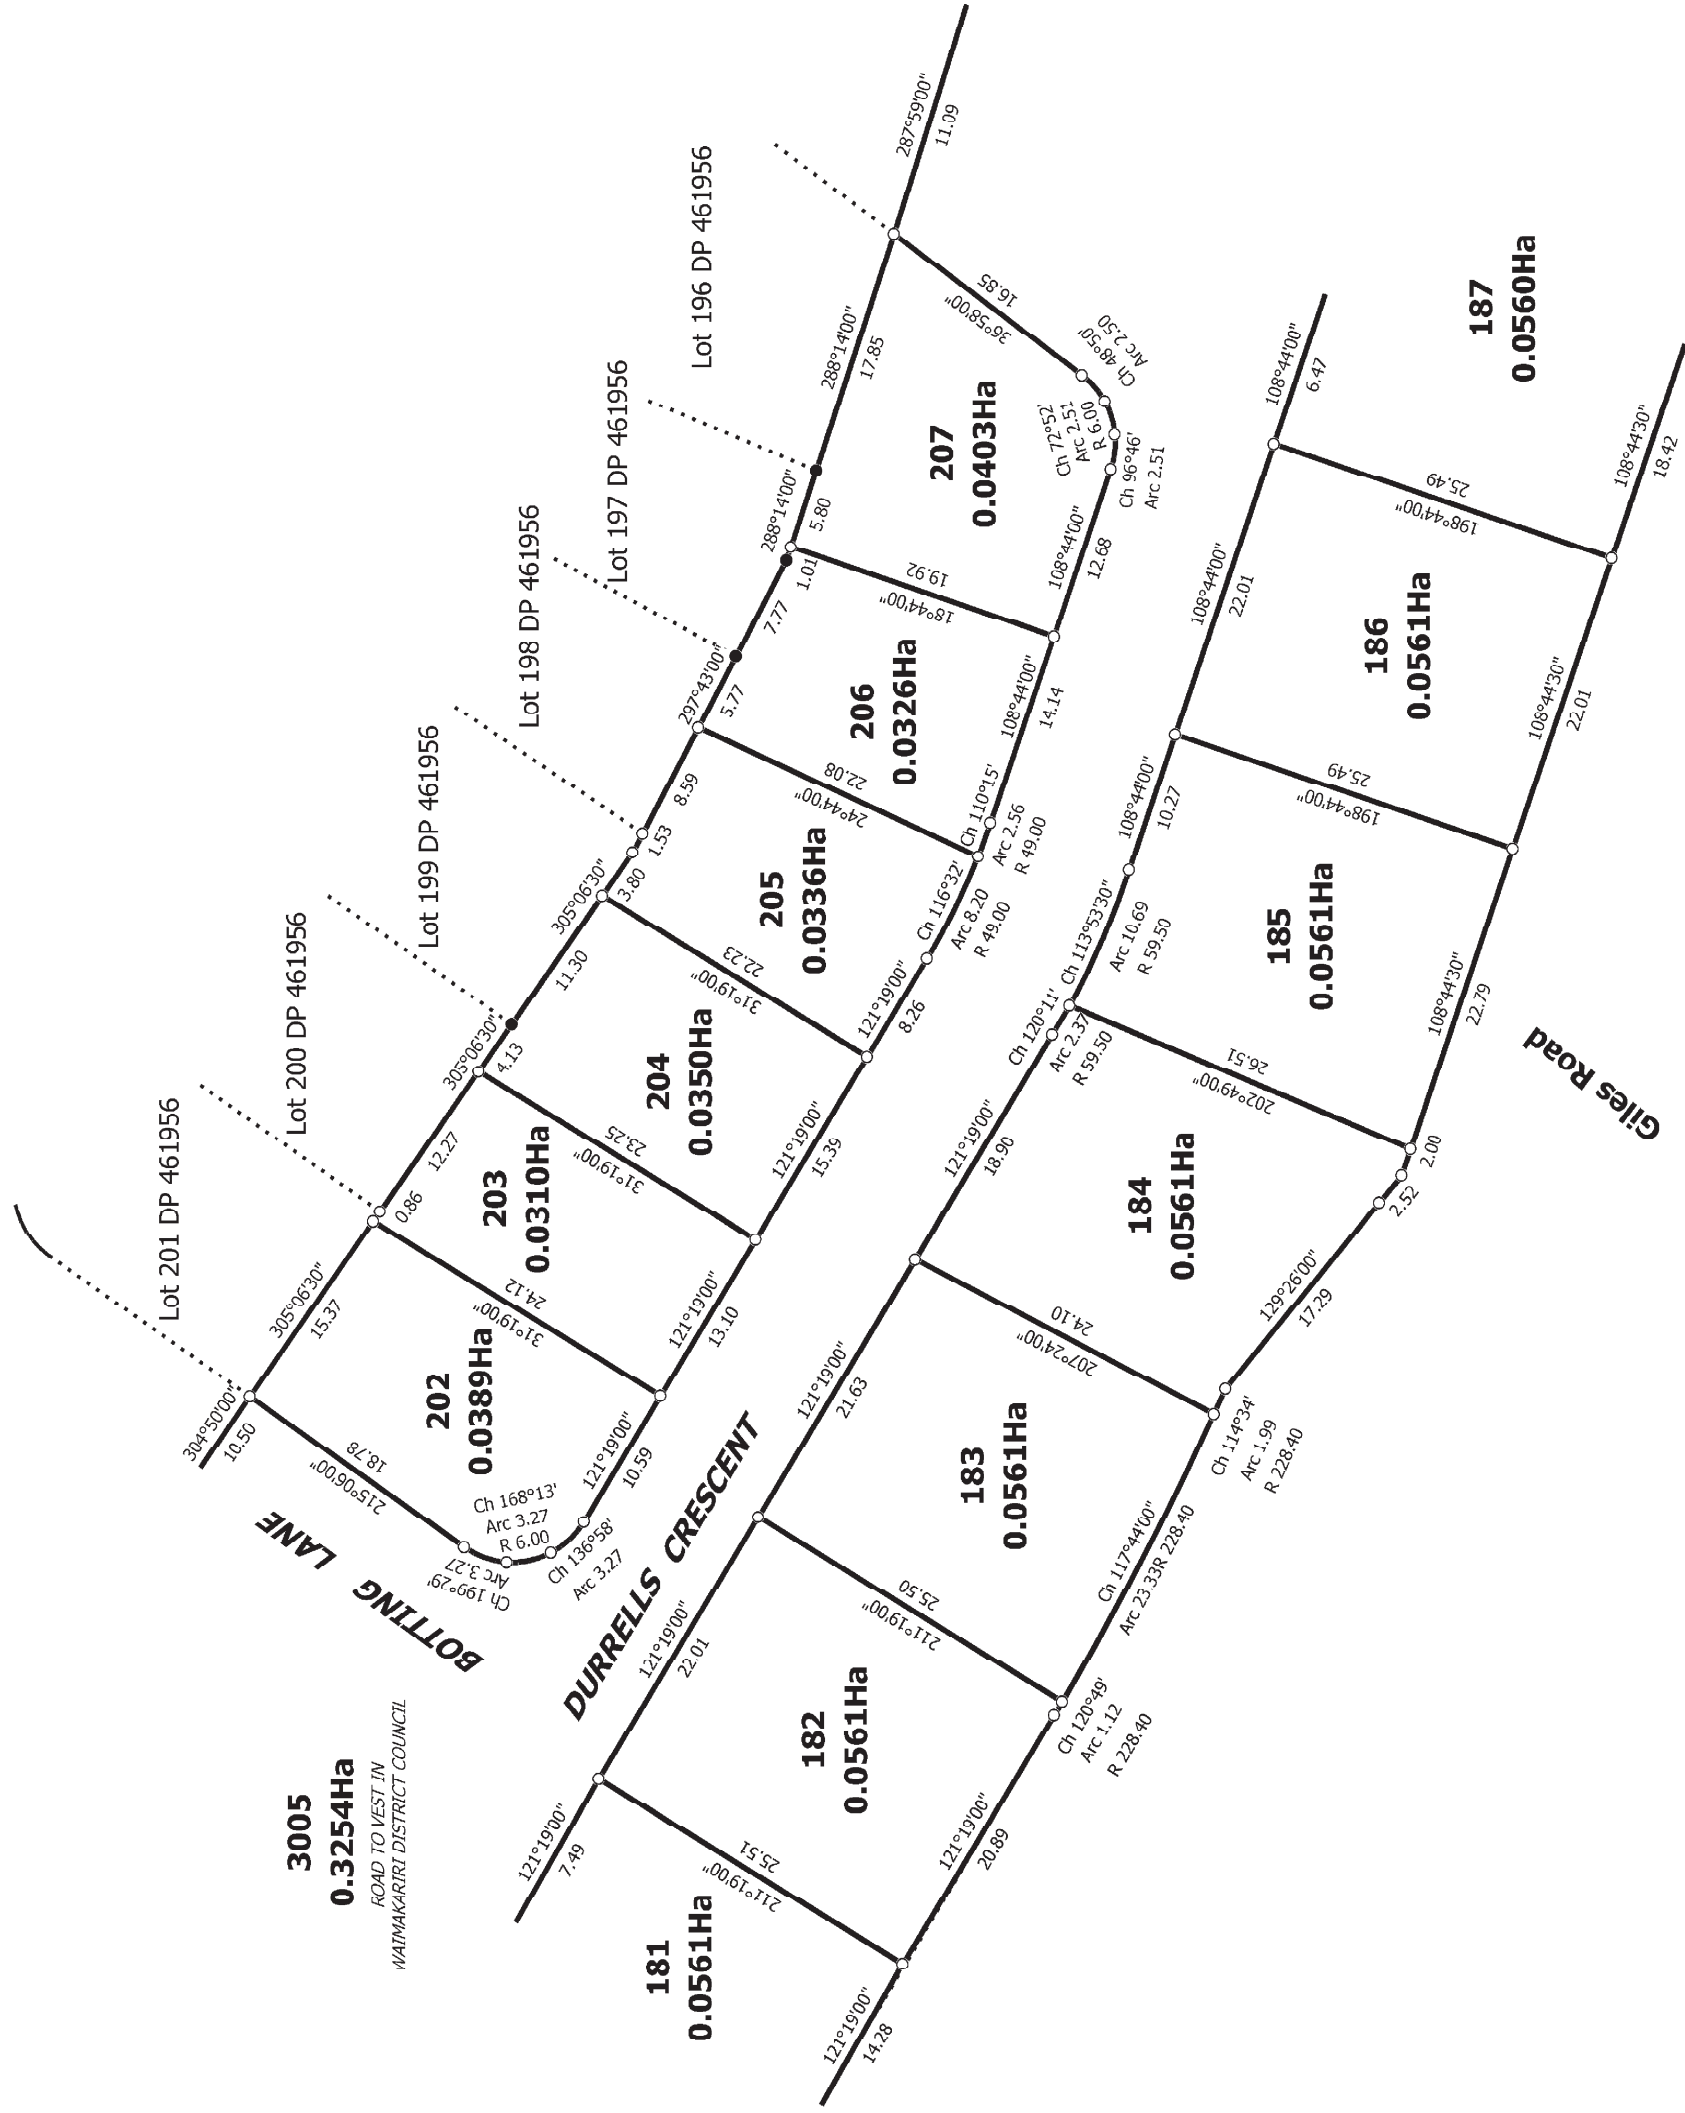 Lot 201 DP 461956
Lot 200 DP 461956
Lot 199 DP 461956
Lot 198 DP 461956
Lot 197 DP 461956
Lot 196 DP 461956
304°50'00"
10.50
305°06'30"
15.37
0.86
12.27
305°06'30"
4.13
11.30
305°06'30"
3.80
1.53
8.59
297°43'00"
5.77
7.77
1.01
288°14'00"
5.80
288°14'00"
17.85
287°59'00"
11.09
215°06'00"
18.78
202
0.0389Ha
31°19'00"
24.12
203
0.0310Ha
31°19'00"
23.25
204
0.0350Ha
31°19'00"
22.23
205
0.0336Ha
24°44'00"
22.08
206
0.0326Ha
18°44'00"
19.92
207
0.0403Ha
36°58'00"
16.85
Arc 3.27
Ch 168°13'
Arc 3.27
R 6.00
Ch 136°58'
Arc 3.27
121°19'00"
10.59
121°19'00"
13.10
121°19'00"
15.39
121°19'00"
8.26
Ch 116°32'
Arc 8.20
R 49.00
Ch 110°15'
Arc 2.56
R 49.00
108°44'00"
14.14
108°44'00"
12.68
Ch 96°46'
Arc 2.51
Ch 72°52'
Arc 2.51
R 6.00
Ch 48°50'
Arc 2.50
BOTTING LANE
DURRELLS CRESCENT
3005
0.3254Ha
ROAD TO VEST IN
WAIMAKARIRI DISTRICT COUNCIL
121°19'00"
7.49
121°19'00"
22.01
121°19'00"
21.63
121°19'00"
18.90
Ch 120°11'
Arc 2.37
R 59.50
Ch 113°53'30"
Arc 10.69
R 59.50
108°44'00"
10.27
108°44'00"
22.01
108°44'00"
6.47
181
0.0561Ha
211°19'00"
25.51
182
0.0561Ha
211°19'00"
25.50
183
0.0561Ha
207°24'00"
24.10
184
0.0561Ha
202°49'00"
26.51
185
0.0561Ha
198°44'00"
25.49
186
0.0561Ha
198°44'00"
25.49
187
0.0560Ha
121°19'00"
14.28
121°19'00"
20.89
Ch 120°49'
Arc 1.12
R 228.40
Ch 117°44'00"
Arc 23.33R 228.40
Ch 114°34'
Arc 1.99
R 228.40
129°26'00"
17.29
2.52
2.00
108°44'30"
22.79
108°44'30"
22.01
108°44'30"
18.42
Giles Road